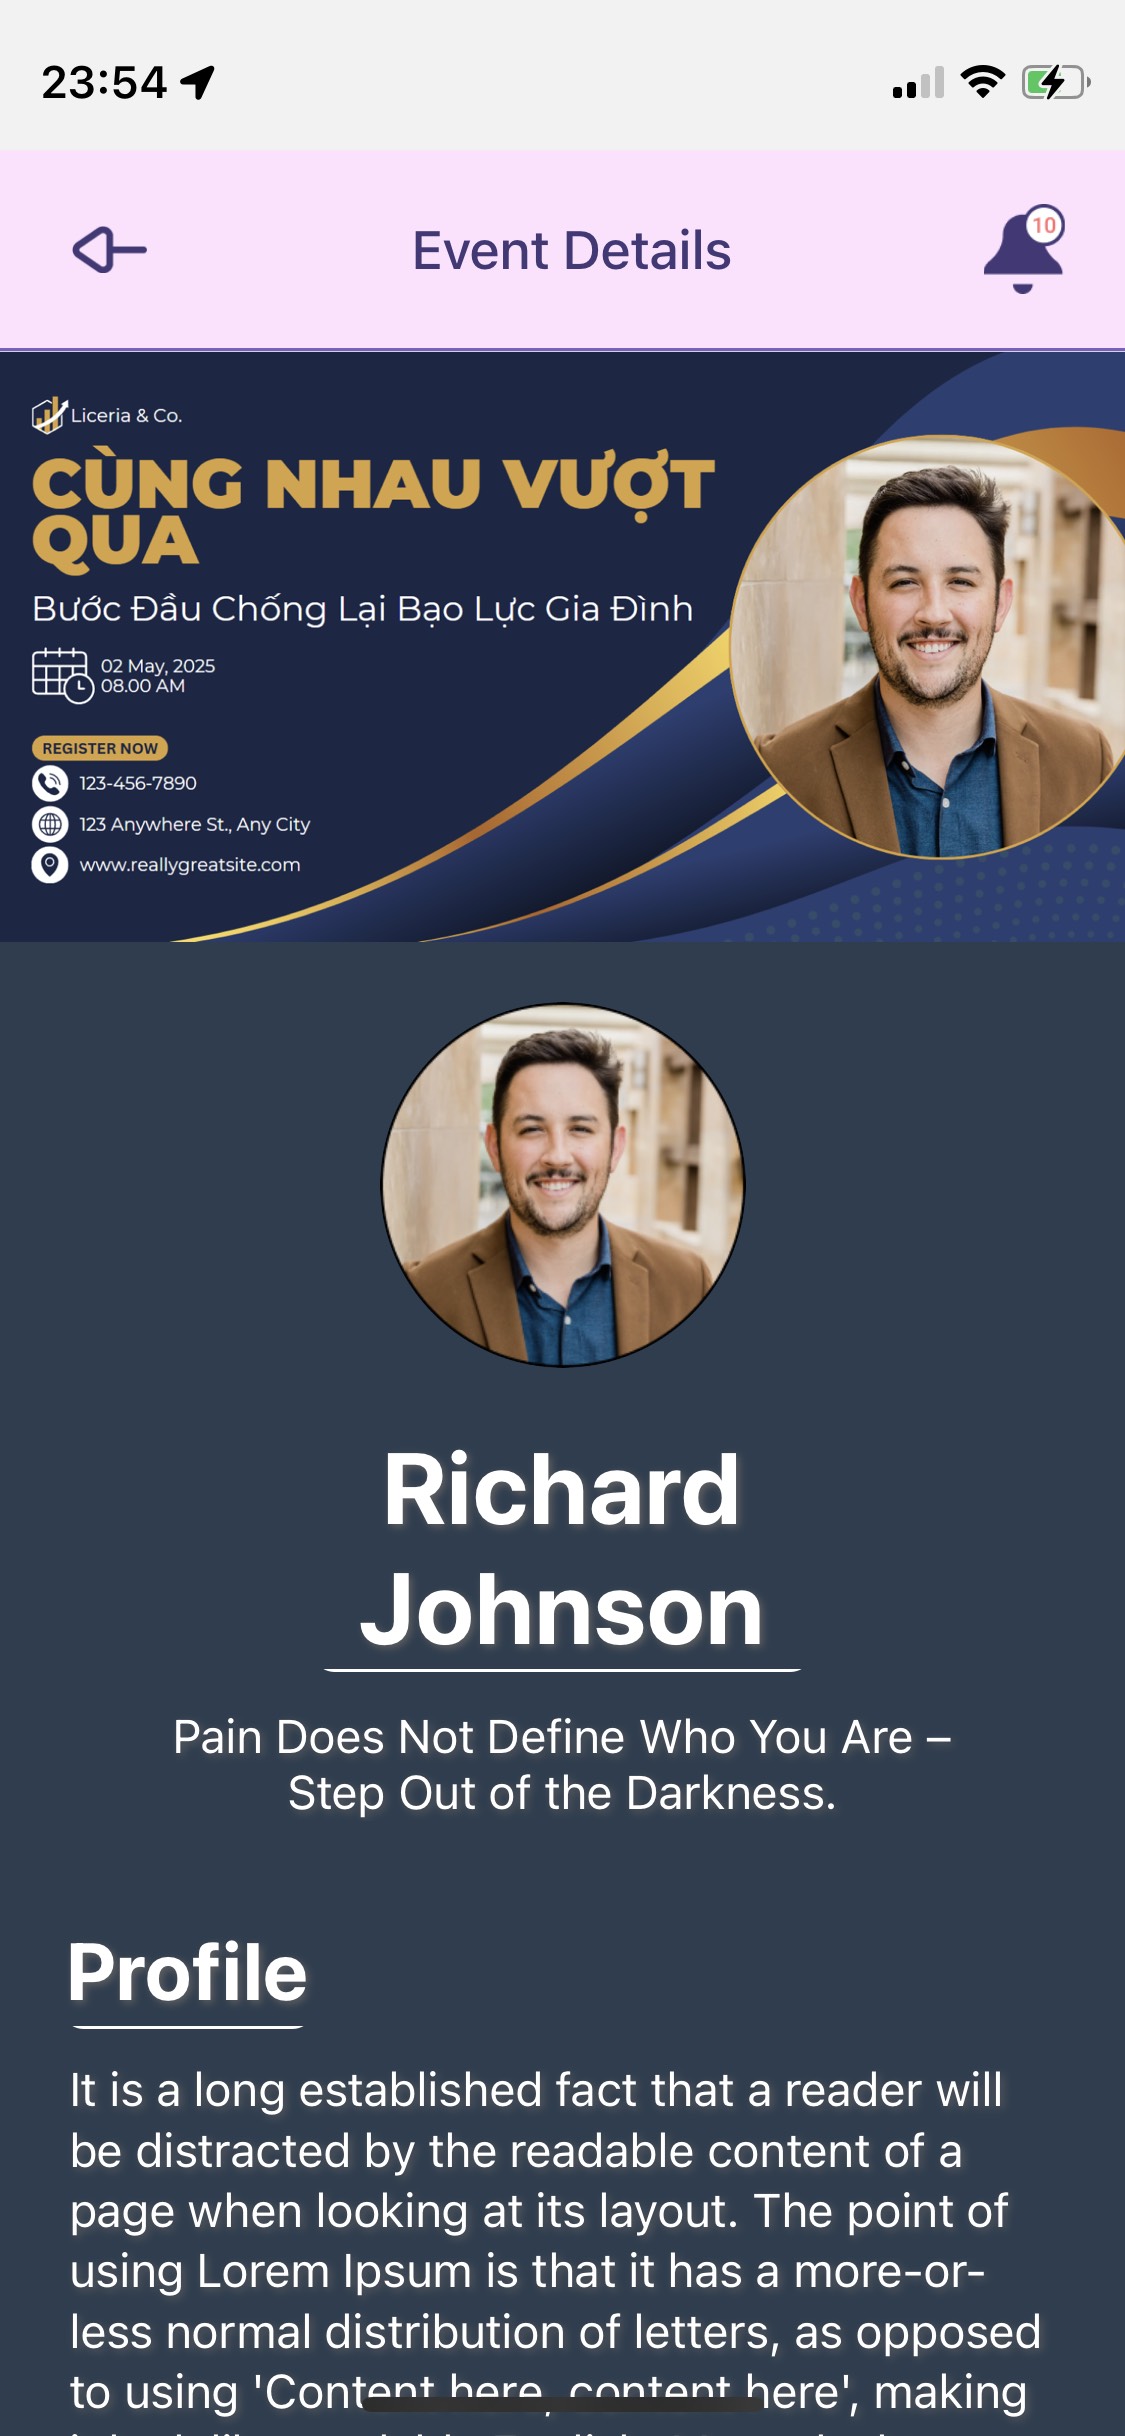 23:54
Event Details
10
Liceria & Co.
CÙNG NHAU VƯỢT
QUA
Bước Đầu Chống Lại Bạo Lực Gia Đình
02 May, 2025
08.00 AM
REGISTER NOW
123-456-7890
123 Anywhere St., Any City
www.reallygreatsite.com
Richard
Johnson
Pain Does Not Define Who You Are –
Step Out of the Darkness.
Profile
It is a long established fact that a reader will
be distracted by the readable content of a
page when looking at its layout. The point of
using Lorem Ipsum is that it has a more-or-
less normal distribution of letters, as opposed
to using 'Content here, content here', making